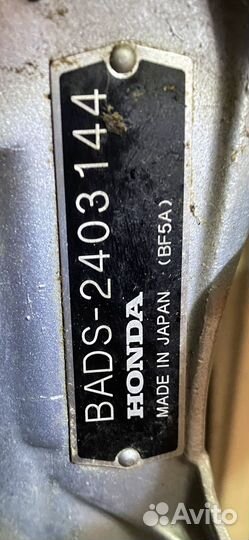 BADS-2403144
HONDA
MADE IN JAPAN (BF5A)
Avito